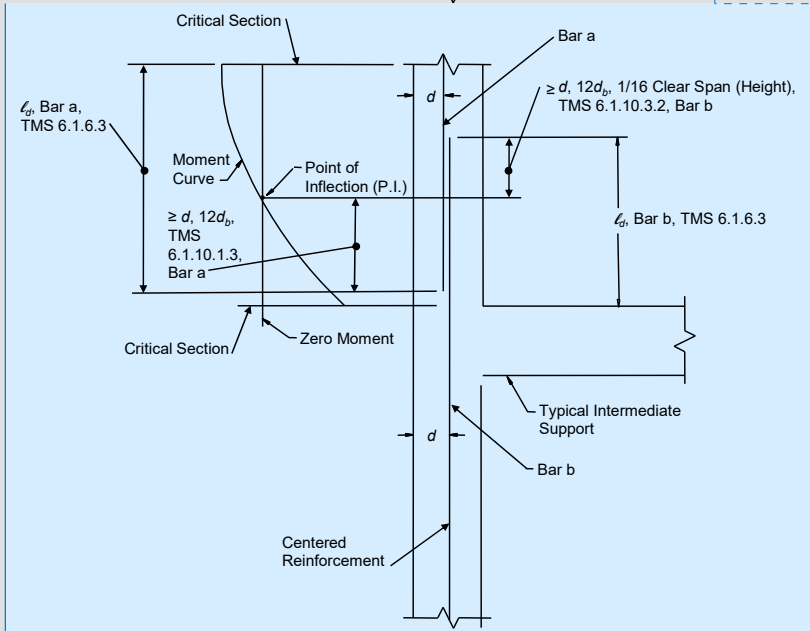 Critical Section
Bar a
ℓd, Bar a,
TMS 6.1.6.3
d
≥ d, 12db, 1/16 Clear Span (Height),
TMS 6.1.10.3.2, Bar b
Moment
Curve
Point of
Inflection (P.I.)
≥ d, 12db,
TMS
6.1.10.1.3,
Bar a
ℓd, Bar b, TMS 6.1.6.3
Zero Moment
Critical Section
Typical Intermediate
Support
d
Bar b
Centered
Reinforcement